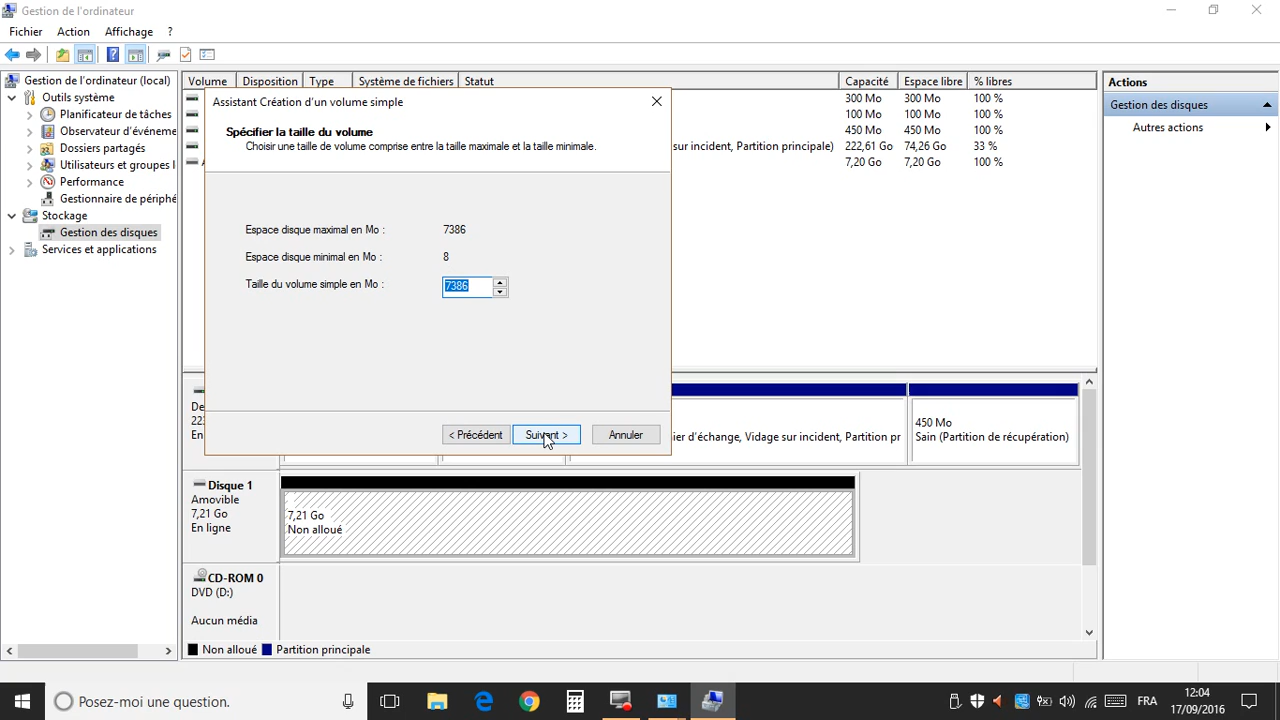 Gestion de l'ordinateur
Fichier Action Affichage ?
Gestion de l'ordinateur (local)
Outils système
Planificateur de tâches
Observateur d'événeme
Dossiers partagés
Utilisateurs et groupes l
Performance
Gestionnaire de périphé
Stockage
Gestion des disques
Services et applications
Volume Disposition Type Système de fichiers Statut Capacité Espace libre % libres
300 Mo 300 Mo 100 %
100 Mo 100 Mo 100 %
450 Mo 450 Mo 100 %
sur incident, Partition principale) 222,61 Go 74,26 Go 33 %
7,20 Go 7,20 Go 100 %
Assistant Création d'un volume simple
Spécifier la taille du volume
Choisir une taille de volume comprise entre la taille maximale et la taille minimale.
Espace disque maximal en Mo : 7386
Espace disque minimal en Mo : 8
Taille du volume simple en Mo : 7386
< Précédent Suivant > Annuler
De
22
En
ier d'échange, Vidage sur incident, Partition pr
450 Mo
Sain (Partition de récupération)
Disque 1
Amovible
7,21 Go
En ligne
7,21 Go
Non alloué
CD-ROM 0
DVD (D:)
Aucun média
Non alloué Partition principale
Actions
Gestion des disques
Autres actions
Posez-moi une question.
FRA
12:04
17/09/2016